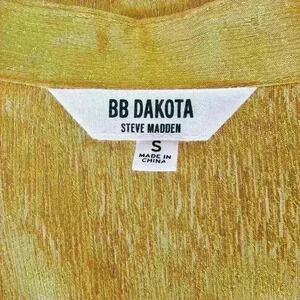 BB DAKOTA
STEVE MADDEN
S
MADE IN
CHINA